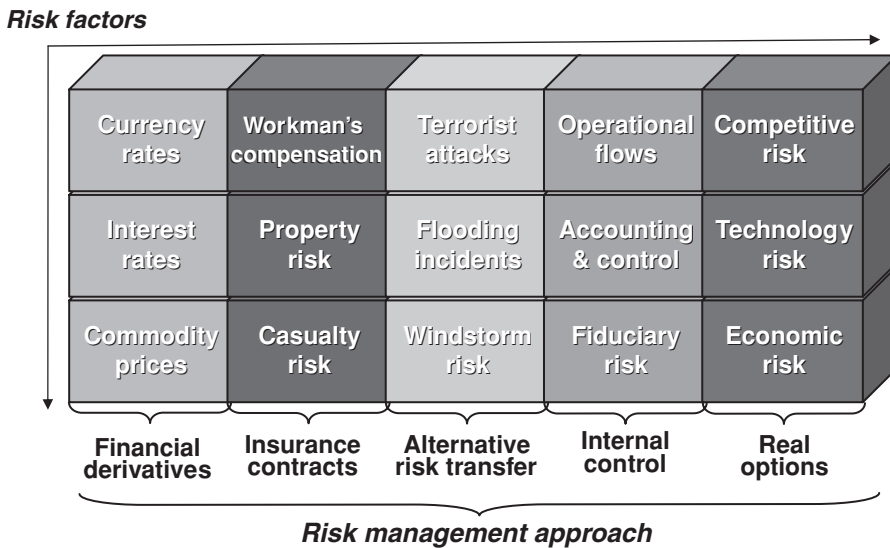 Risk factors
Currency
rates
Workman's
compensation
Terrorist
attacks
Operational
flows
Competitive
risk
Interest
rates
Property
risk
Flooding
incidents
Accounting
& control
Technology
risk
Commodity
prices
Casualty
risk
Windstorm
risk
Fiduciary
risk
Economic
risk
Financial
derivatives
Insurance
contracts
Alternative
risk transfer
Internal
control
Real
options
Risk management approach